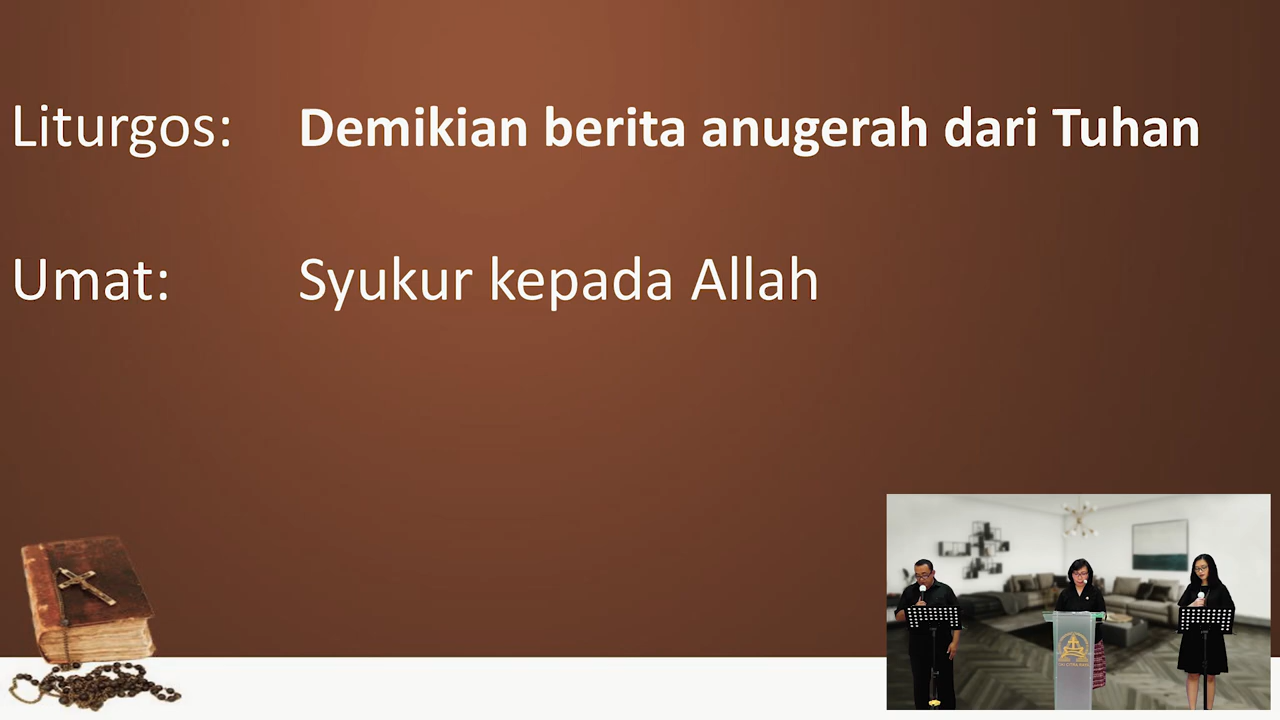 Liturgos: Demikian berita anugerah dari Tuhan
Umat: Syukur kepada Allah